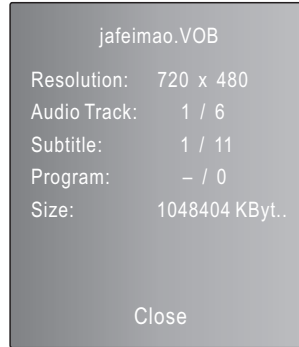 jafeimao.VOB
Resolution: 720 x 480
Audio Track: 1 / 6
Subtitle: 1 / 11
Program: – / 0
Size: 1048404 KByt..
Close